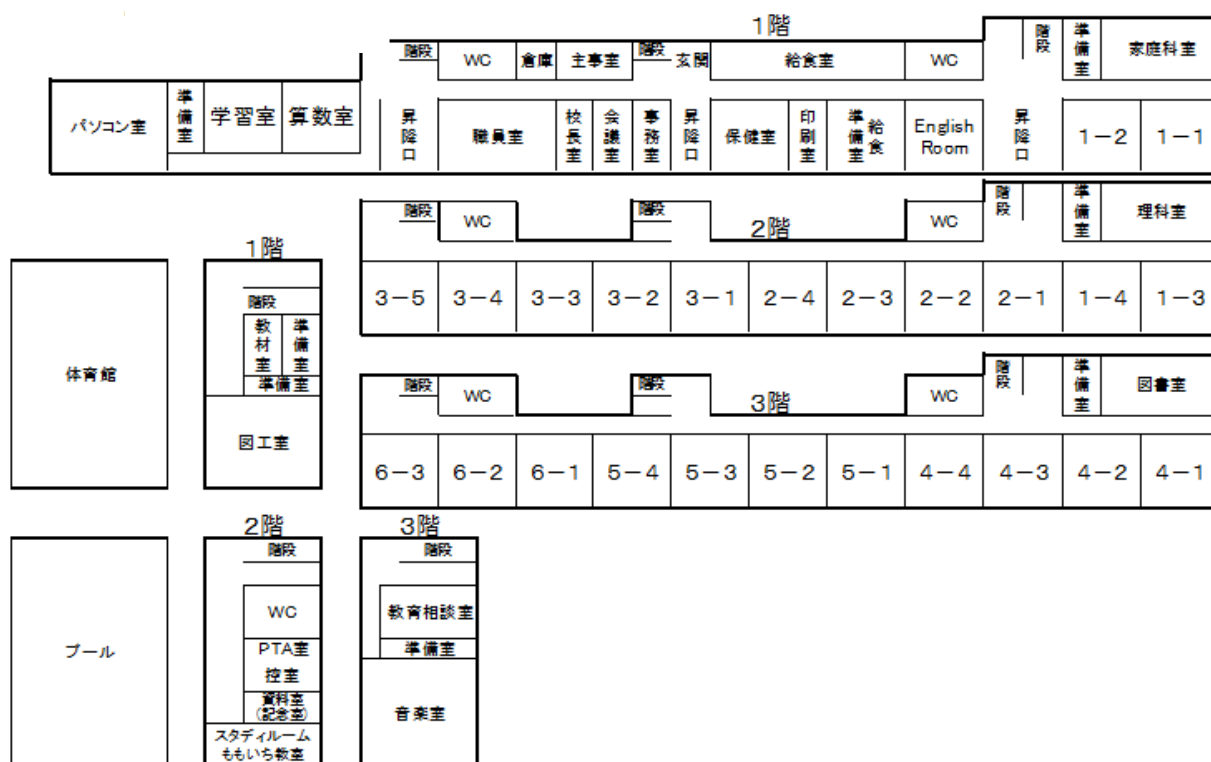 1階
階段 WC 倉庫 主事室 階段 玄関 給食室 WC 階段 準備室 家庭科室
パソコン室 準備室 学習室 算数室 昇降口 職員室 校長室 会議室 事務室 昇降口 保健室 印刷室 給食準備室 English Room 昇降口 1-2 1-1
2階
階段 WC 階段 WC 階段 準備室 理科室
3-5 3-4 3-3 3-2 3-1 2-4 2-3 2-2 2-1 1-4 1-3
3階
階段 WC 階段 WC 階段 準備室 図書室
6-3 6-2 6-1 5-4 5-3 5-2 5-1 4-4 4-3 4-2 4-1
体育館
1階
階段
教材室 準備室
準備室
図工室
プール
2階
階段
WC
PTA室
控室
資料室
(記念室)
スタディルーム
ももいち教室
3階
階段
教育相談室
準備室
音楽室